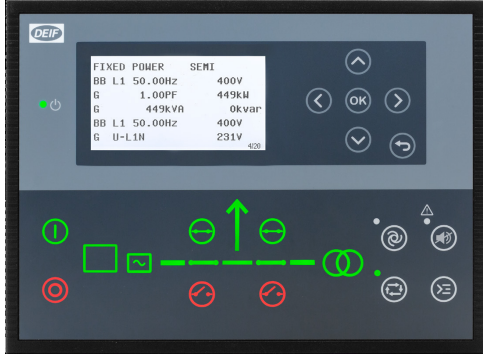 DEIF
FIXED POWER SEMI
BB L1 50.00Hz 400V
G 1.00PF 449kW
G 449kVA 0kvar
BB L1 50.00Hz 400V
G U-L1N 231V
4/20
OK